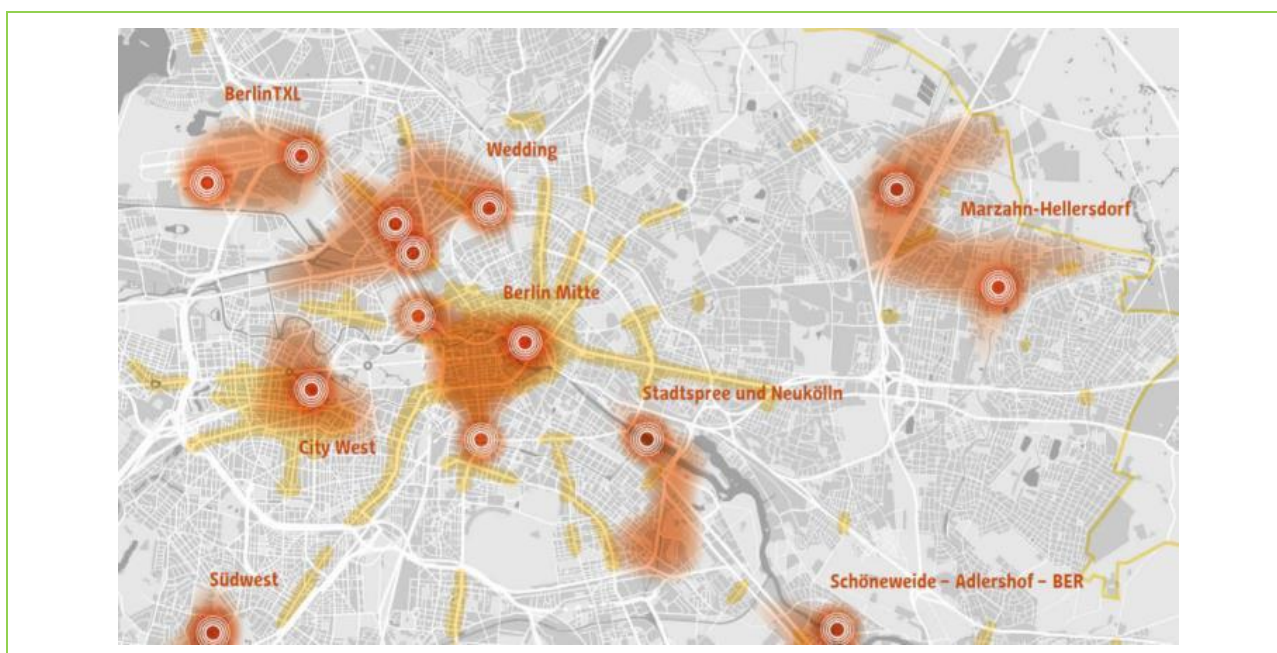 BerlinTXL
Wedding
Marzahn-Hellersdorf
Berlin Mitte
Stadtspree und Neukölln
City West
Südwest
Schöneweide – Adlershof – BER